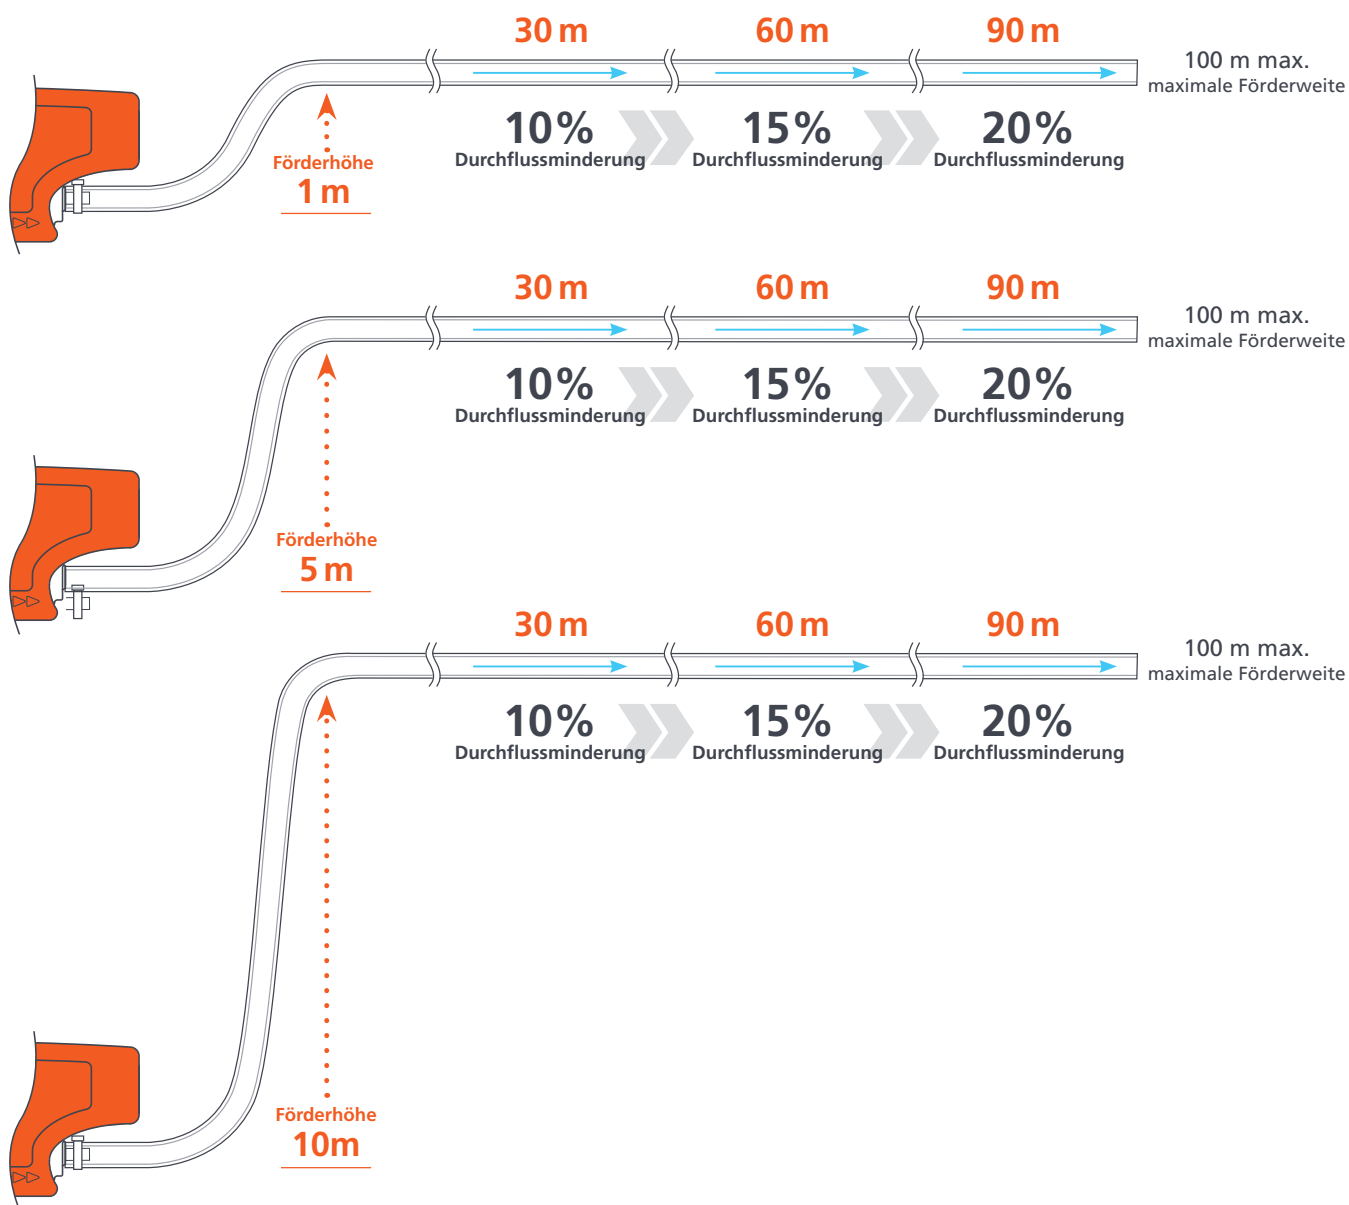 30 m 60 m 90 m
100 m max.
maximale Förderweite
10% 15% 20%
Durchflussminderung Durchflussminderung Durchflussminderung
Förderhöhe
1 m
30 m 60 m 90 m
100 m max.
maximale Förderweite
10% 15% 20%
Durchflussminderung Durchflussminderung Durchflussminderung
Förderhöhe
5 m
30 m 60 m 90 m
100 m max.
maximale Förderweite
10% 15% 20%
Durchflussminderung Durchflussminderung Durchflussminderung
Förderhöhe
10m